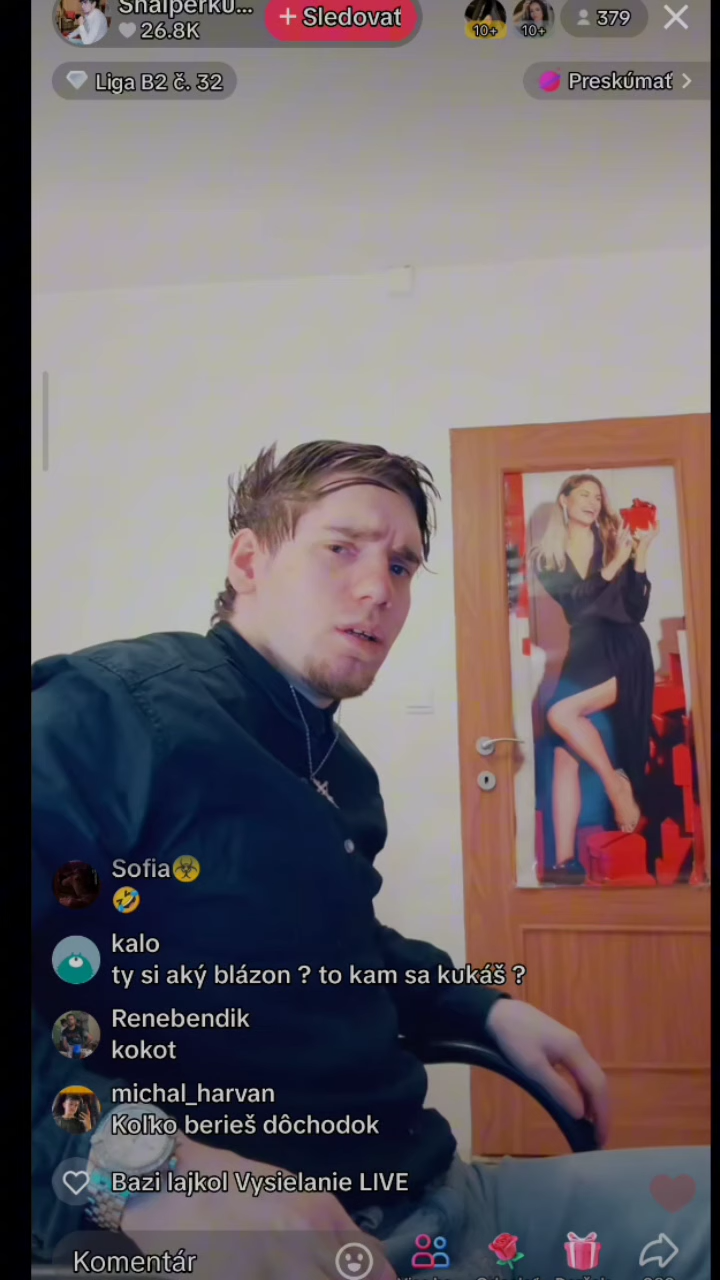 26.8K
+ Sledovať
10+
10+
379
Liga B2 č. 32
Preskúmať
Sofia☣️
🤣
kalo
ty si aký blázon ? to kam sa kukáš ?
Renebendik
kokot
michal_harvan
Koľko berieš dôchodok
Bazi lajkol Vysielanie LIVE
Komentár